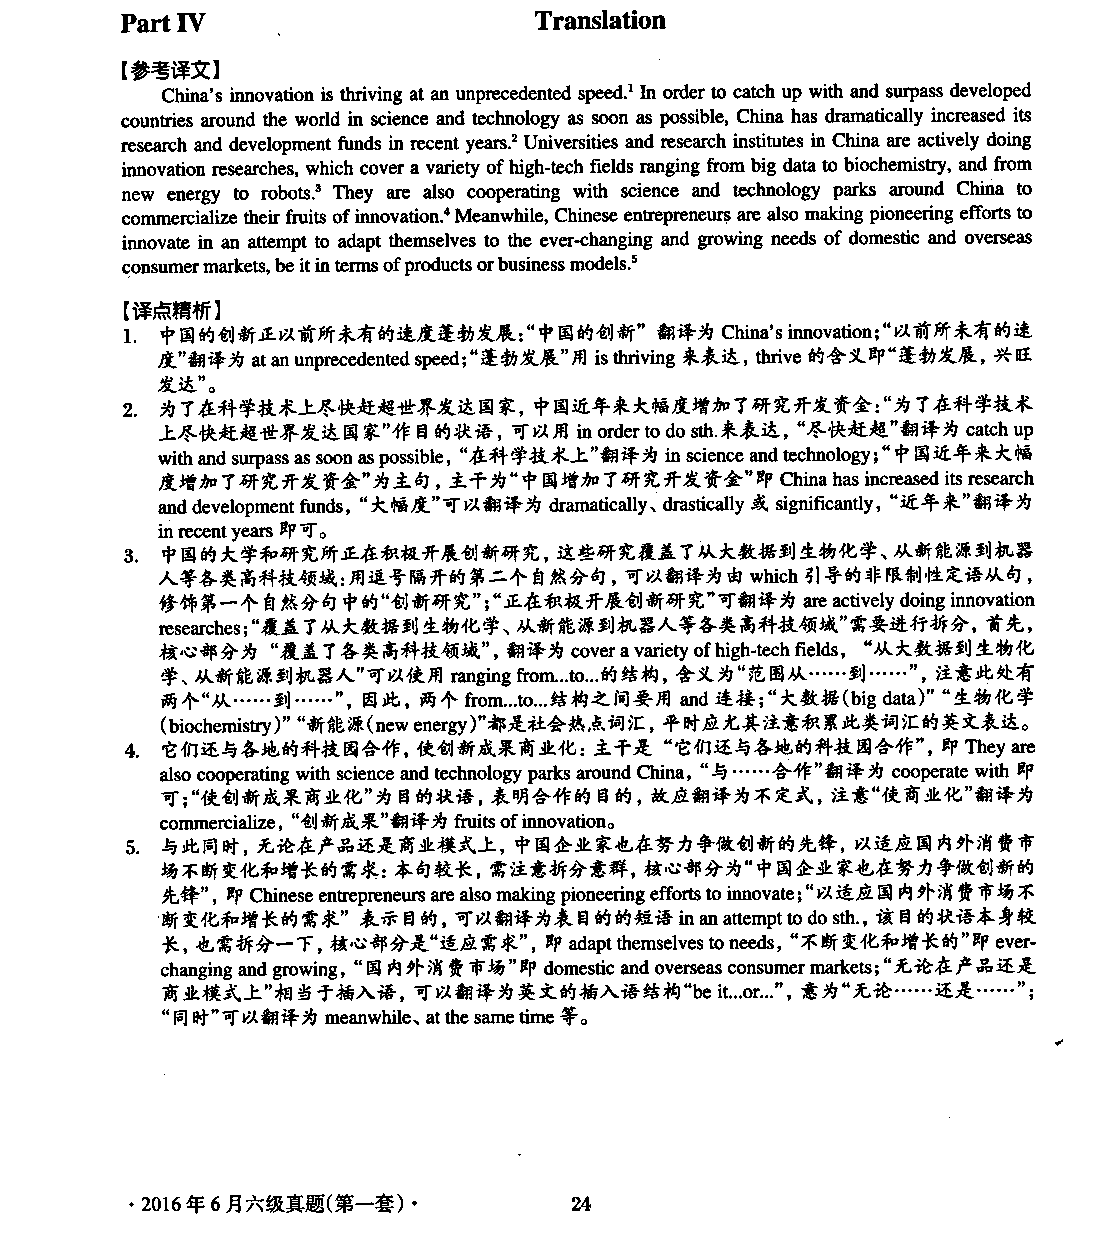 Part IV
Translation
【参考译文】
China's innovation is thriving at an unprecedented speed.¹ In order to catch up with and surpass developed
countries around the world in science and technology as soon as possible, China has dramatically increased its
research and development funds in recent years.² Universities and research institutes in China are actively doing
innovation researches, which cover a variety of high-tech fields ranging from big data to biochemistry, and from
new energy to robots.³ They are also cooperating with science and technology parks around China to
commercialize their fruits of innovation.⁴ Meanwhile, Chinese entrepreneurs are also making pioneering efforts to
innovate in an attempt to adapt themselves to the ever-changing and growing needs of domestic and overseas
consumer markets, be it in terms of products or business models.⁵
【译点精析】
1. 中国的创新正以前所未有的速度蓬勃发展:“中国的创新” 翻译为 China's innovation;“以前所未有的速
度”翻译为 at an unprecedented speed;“蓬勃发展”用 is thriving 来表达, thrive 的含义即“蓬勃发展, 兴旺
发达”。
2. 为了在科学技术上尽快赶超世界发达国家, 中国近年来大幅度增加了研究开发资金:“为了在科学技术
上尽快赶超世界发达国家”作目的状语, 可以用 in order to do sth.来表达, “尽快赶超”翻译为 catch up
with and surpass as soon as possible, “在科学技术上”翻译为 in science and technology;“中国近年来大幅
度增加了研究开发资金”为主句, 主干为“中国增加了研究开发资金”即 China has increased its research
and development funds, “大幅度”可以翻译为 dramatically、drastically 或 significantly, “近年来”翻译为
in recent years 即可。
3. 中国的大学和研究所正在积极开展创新研究, 这些研究覆盖了从大数据到生物化学、从新能源到机器
人等各类高科技领域:用逗号隔开的第二个自然分句, 可以翻译为由 which 引导的非限制性定语从句,
修饰第一个自然分句中的“创新研究”;“正在积极开展创新研究”可翻译为 are actively doing innovation
researches;“覆盖了从大数据到生物化学、从新能源到机器人等各类高科技领域”需要进行拆分, 首先,
核心部分为 “覆盖了各类高科技领域”, 翻译为 cover a variety of high-tech fields, “从大数据到生物化
学、从新能源到机器人”可以使用 ranging from...to...的结构, 含义为“范围从……到……”, 注意此处有
两个“从……到……”, 因此, 两个 from...to...结构之间要用 and 连接;“大数据(big data)” “生物化学
(biochemistry)” “新能源(new energy)”都是社会热点词汇, 平时应尤其注意积累此类词汇的英文表达。
4. 它们还与各地的科技园合作, 使创新成果商业化: 主干是 “它们还与各地的科技园合作”, 即 They are
also cooperating with science and technology parks around China, “与……合作”翻译为 cooperate with 即
可;“使创新成果商业化”为目的状语, 表明合作的目的, 故应翻译为不定式, 注意“使商业化”翻译为
commercialize, “创新成果”翻译为 fruits of innovation。
5. 与此同时, 无论在产品还是商业模式上, 中国企业家也在努力争做创新的先锋, 以适应国内外消费市
场不断变化和增长的需求: 本句较长, 需注意拆分意群, 核心部分为“中国企业家也在努力争做创新的
先锋”, 即 Chinese entrepreneurs are also making pioneering efforts to innovate;“以适应国内外消费市场不
断变化和增长的需求” 表示目的, 可以翻译为表目的的短语 in an attempt to do sth., 该目的状语本身较
长, 也需拆分一下, 核心部分是“适应需求”, 即 adapt themselves to needs, “不断变化和增长的”即 ever-
changing and growing, “国内外消费市场”即 domestic and overseas consumer markets;“无论在产品还是
商业模式上”相当于插入语, 可以翻译为英文的插入语结构“be it...or...”, 意为“无论……还是……”;
“同时”可以翻译为 meanwhile、at the same time 等。
·2016 年 6 月六级真题(第一套)·
24